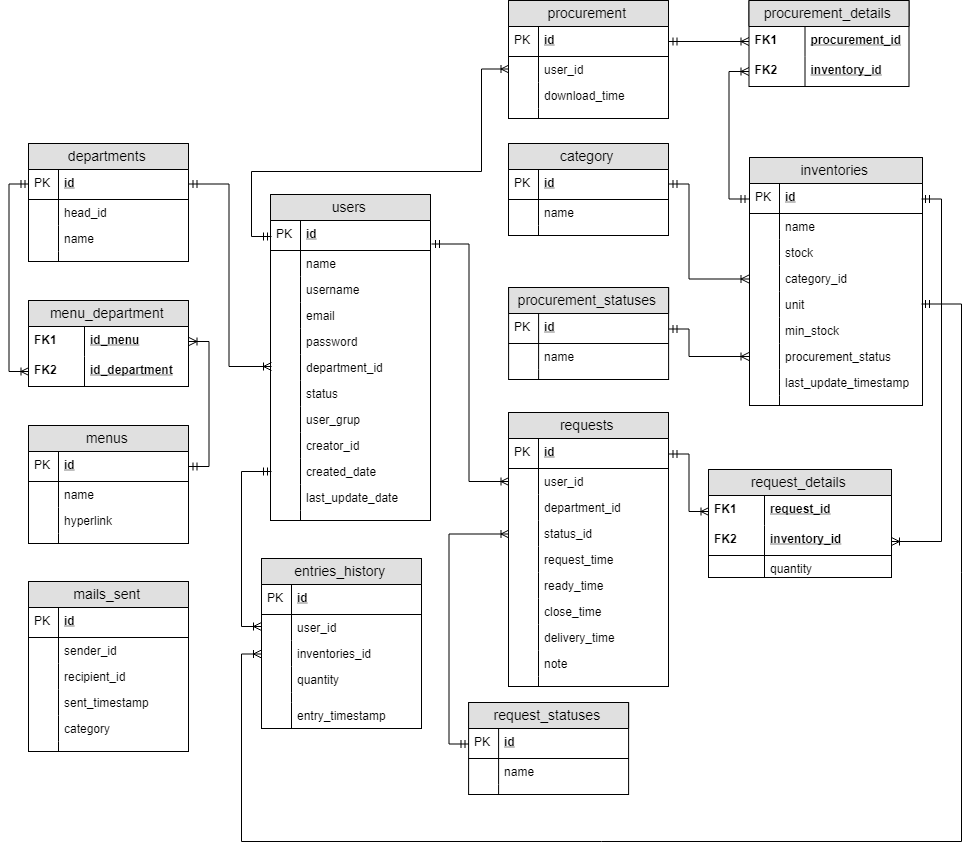 procurement
PK id
user_id
download_time
procurement_details
FK1 procurement_id
FK2 inventory_id
departments
PK id
head_id
name
category
PK id
name
inventories
PK id
name
stock
category_id
unit
min_stock
procurement_status
last_update_timestamp
users
PK id
name
username
email
password
department_id
status
user_grup
creator_id
created_date
last_update_date
menu_department
FK1 id_menu
FK2 id_department
procurement_statuses
PK id
name
menus
PK id
name
hyperlink
requests
PK id
user_id
department_id
status_id
request_time
ready_time
close_time
delivery_time
note
request_details
FK1 request_id
FK2 inventory_id
quantity
mails_sent
PK id
sender_id
recipient_id
sent_timestamp
category
entries_history
PK id
user_id
inventories_id
quantity
entry_timestamp
request_statuses
PK id
name